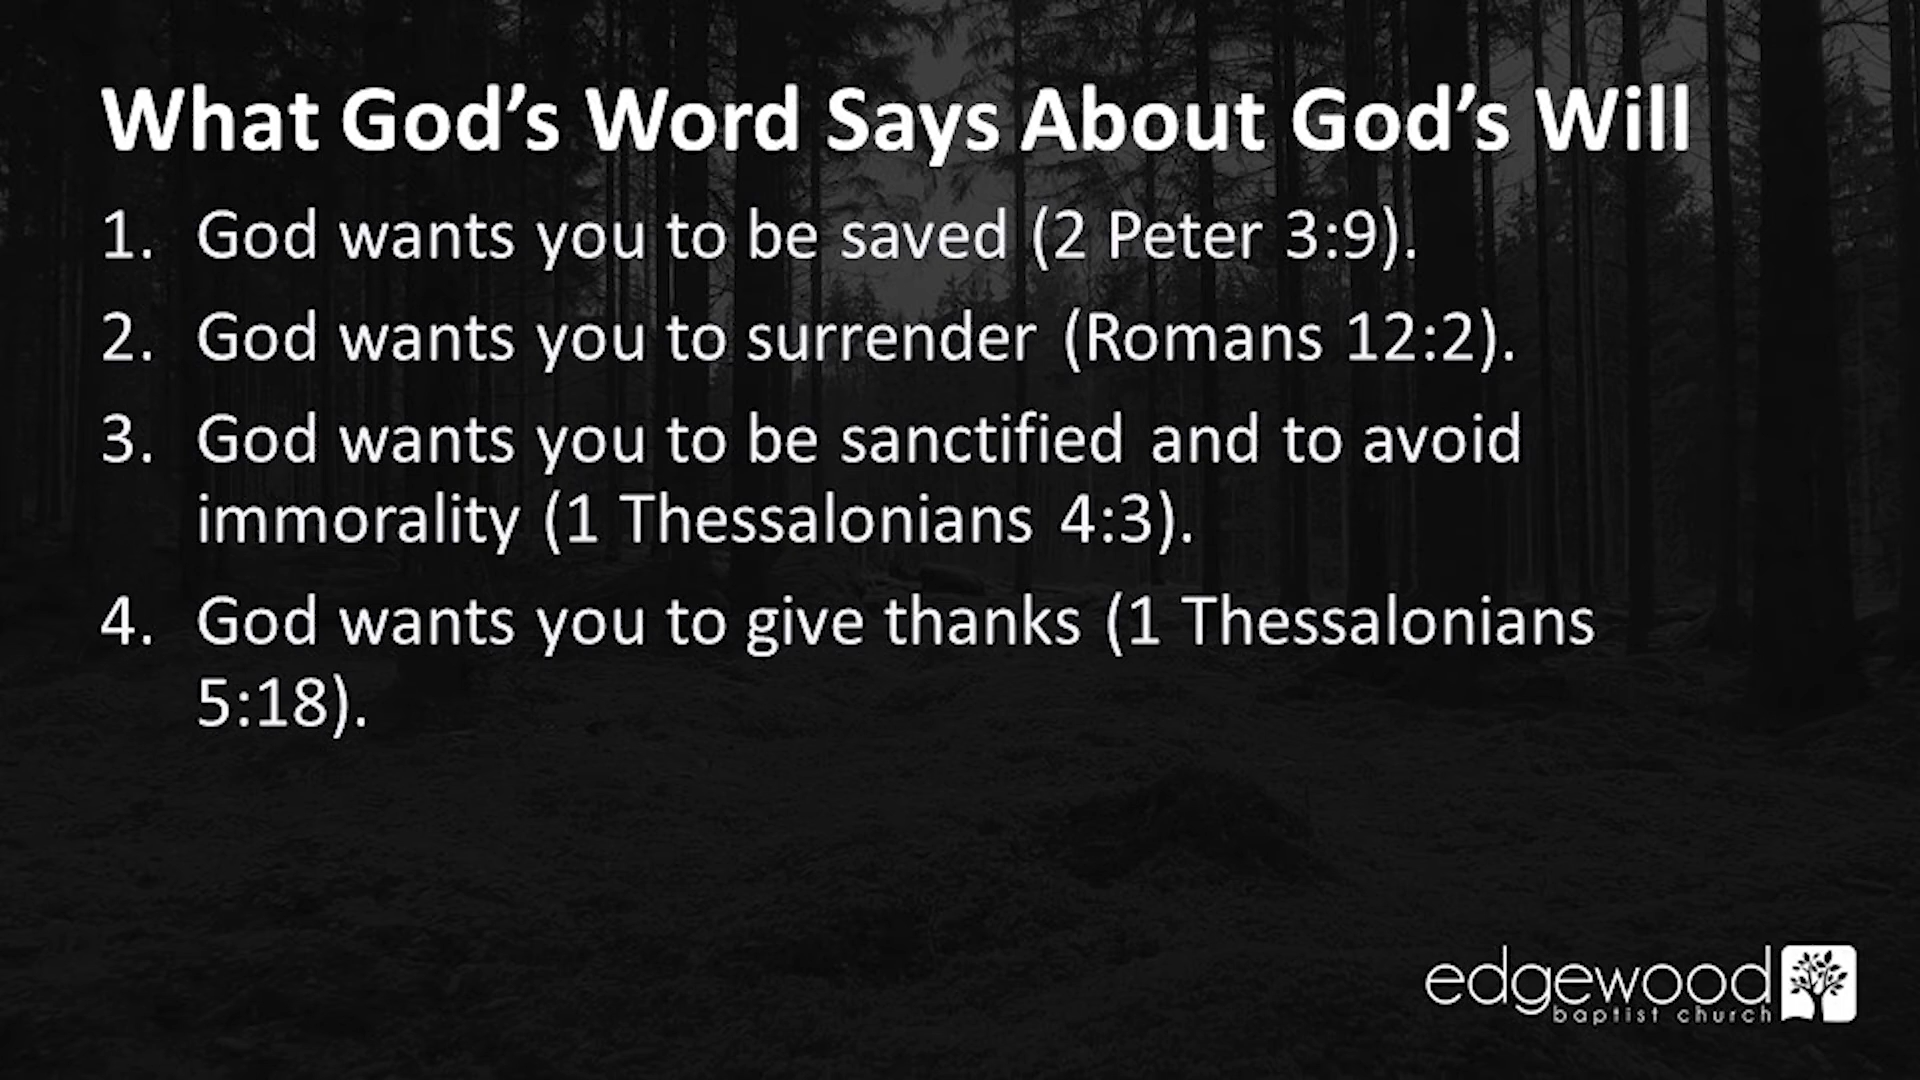 What God’s Word Says About God’s Will
1. God wants you to be saved (2 Peter 3:9).
2. God wants you to surrender (Romans 12:2).
3. God wants you to be sanctified and to avoid
immorality (1 Thessalonians 4:3).
4. God wants you to give thanks (1 Thessalonians
5:18).
edgewood
baptist church